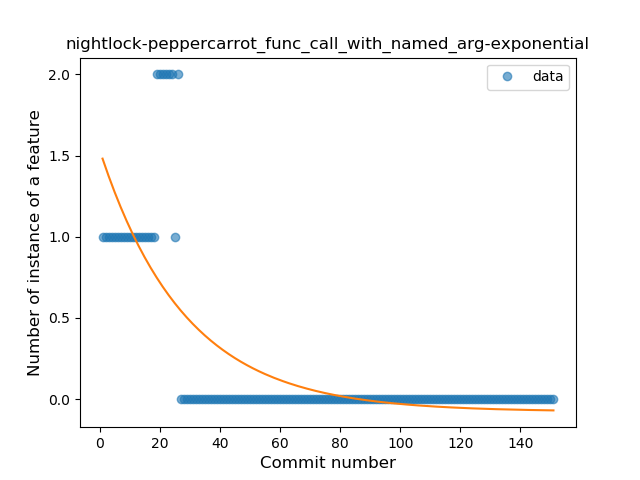 nightlock-peppercarrot_func_call_with_named_arg-exponential
data
Number of instance of a feature
2.0
1.5
1.0
0.5
0.0
0 20 40 60 80 100 120 140
Commit number